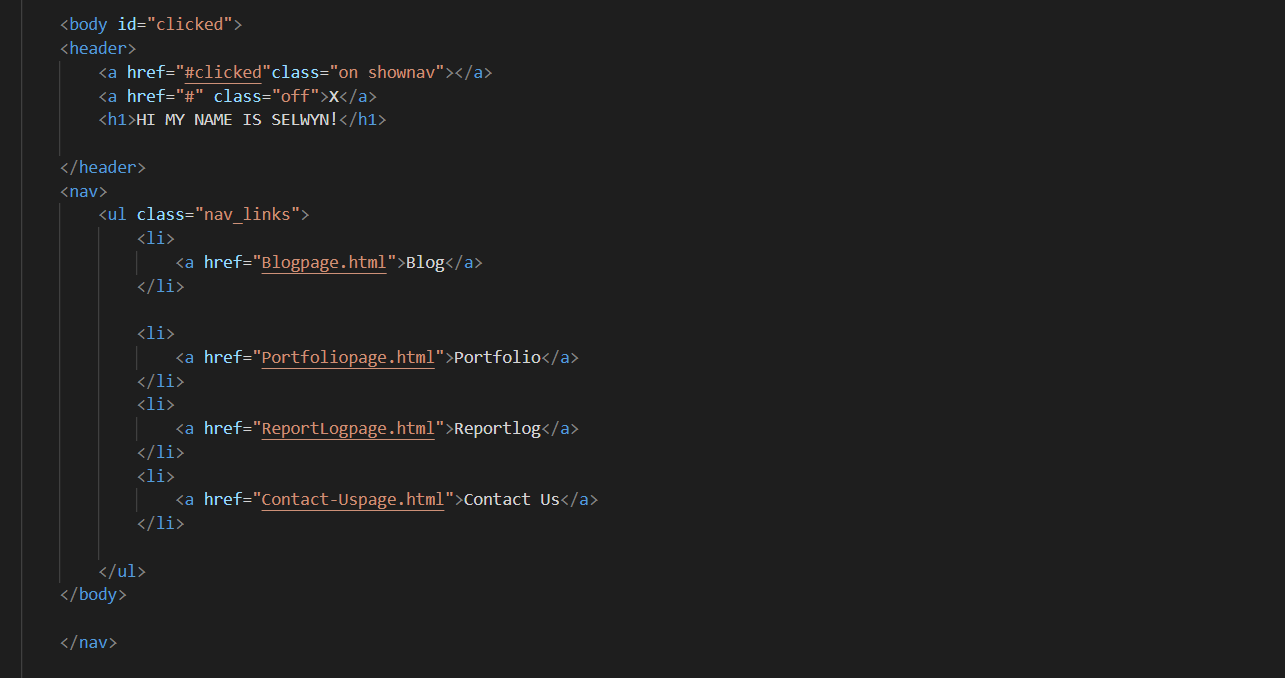 <body id="clicked">
<header>
<a href="#clicked"class="on shownav"></a>
<a href="#" class="off">X</a>
<h1>HI MY NAME IS SELWYN!</h1>
</header>
<nav>
<ul class="nav_links">
<li>
<a href="Blogpage.html">Blog</a>
</li>
<li>
<a href="Portfoliopage.html">Portfolio</a>
</li>
<li>
<a href="ReportLogpage.html">Reportlog</a>
</li>
<li>
<a href="Contact-Uspage.html">Contact Us</a>
</li>
</ul>
</body>
</nav>